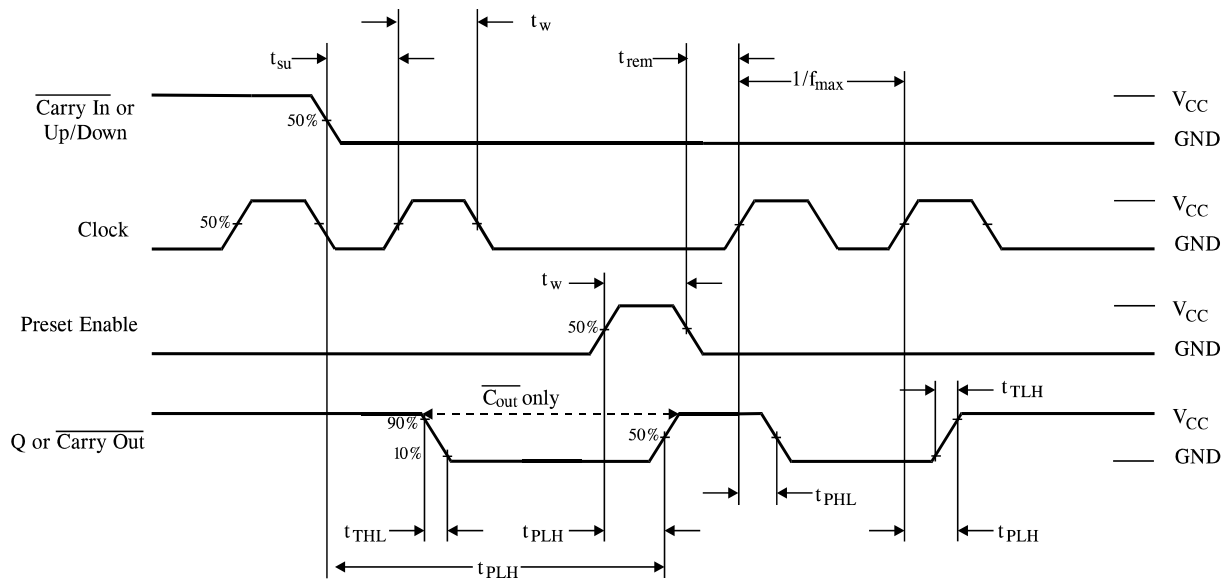 t_w
t_su
t_rem
1/f_max
Carry In or
Up/Down
50%
V_CC
GND
Clock
50%
V_CC
GND
t_w
Preset Enable
50%
V_CC
GND
C_out only
t_TLH
Q or Carry Out
90%
50%
10%
V_CC
GND
t_PHL
t_THL
t_PLH
t_PLH
t_PLH